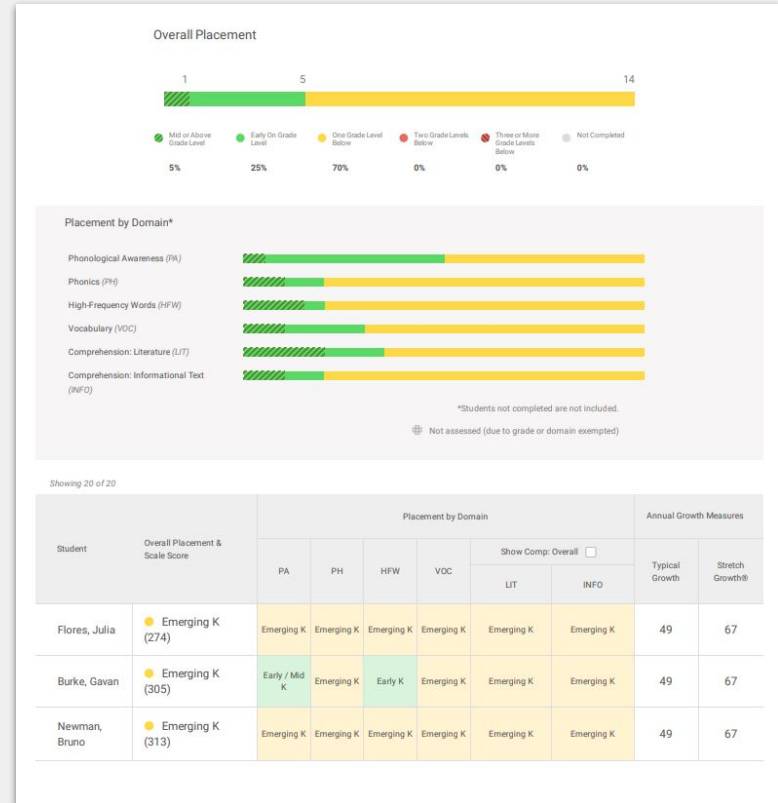 Overall Placement
1 5 14
Mid or Above Grade Level
Early On Grade Level
One Grade Level Below
Two Grade Levels Below
Three or More Grade Levels Below
Not Completed
5% 25% 70% 0% 0% 0%
Placement by Domain*
Phonological Awareness (PA)
Phonics (PH)
High-Frequency Words (HFW)
Vocabulary (VOC)
Comprehension: Literature (LIT)
Comprehension: Informational Text
(INFO)
*Students not completed are not included.
Not assessed (due to grade or domain exempted)
Showing 20 of 20
Student
Overall Placement &
Scale Score
Placement by Domain
Annual Growth Measures
PA PH HFW VOC
Show Comp: Overall
LIT INFO
Typical
Growth
Stretch
Growth®
Flores, Julia
Emerging K
(274)
Emerging K Emerging K Emerging K Emerging K Emerging K Emerging K 49 67
Burke, Gavan
Emerging K
(305)
Early / Mid
K
Emerging K Early K Emerging K Emerging K Emerging K 49 67
Newman,
Bruno
Emerging K
(313)
Emerging K Emerging K Emerging K Emerging K Emerging K Emerging K 49 67